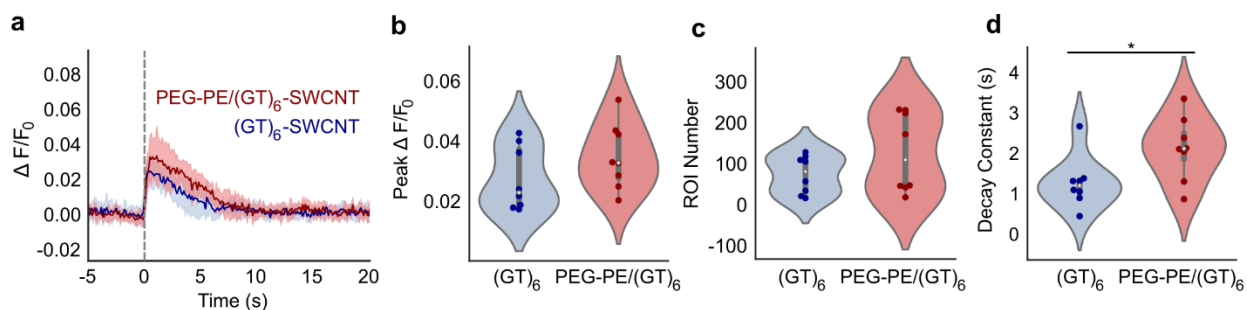 a
Δ F/F₀
0.08
0.06
0.04
0.02
0.00
-0.02
PEG-PE/(GT)₆-SWCNT
(GT)₆-SWCNT
-5 0 5 10 15 20
Time (s)
b
Peak Δ F/F₀
0.06
0.04
0.02
(GT)₆ PEG-PE/(GT)₆
c
ROI Number
300
200
100
0
-100
(GT)₆ PEG-PE/(GT)₆
d
Decay Constant (s)
4
3
2
1
0
*
(GT)₆ PEG-PE/(GT)₆